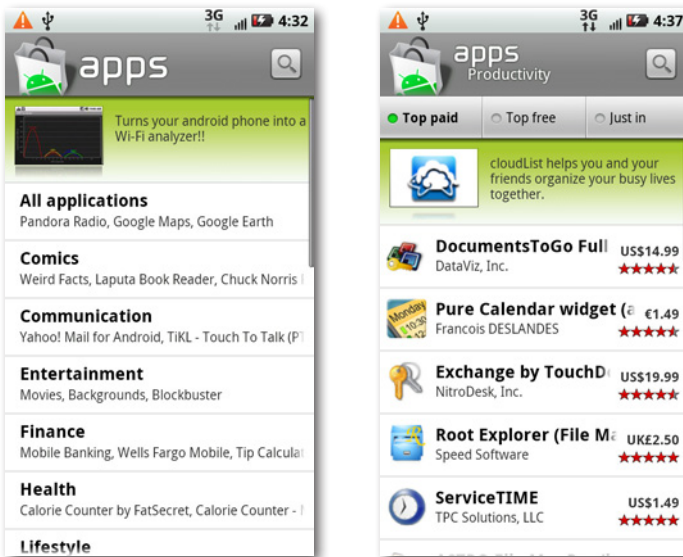 3G 4:32
apps
Turns your android phone into a
Wi-Fi analyzer!!
All applications
Pandora Radio, Google Maps, Google Earth
Comics
Weird Facts, Laputa Book Reader, Chuck Norris
Communication
Yahoo! Mail for Android, TiKL - Touch To Talk (PT
Entertainment
Movies, Backgrounds, Blockbuster
Finance
Mobile Banking, Wells Fargo Mobile, Tip Calculat
Health
Calorie Counter by FatSecret, Calorie Counter -
Lifestyle
3G 4:37
apps
Productivity
Top paid Top free Just in
cloudList helps you and your
friends organize your busy lives
together.
DocumentsToGo Full US$14.99
DataViz, Inc.
Monday
10:30
Pure Calendar widget (a €1.49
Francois DESLANDES
Exchange by TouchD US$19.99
NitroDesk, Inc.
Root Explorer (File Ma UK£2.50
Speed Software
ServiceTIME US$1.49
TPC Solutions, LLC